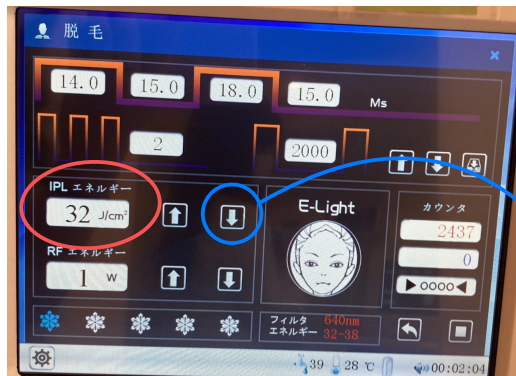 脱 毛
14.0 15.0 18.0 15.0 Ms
2 2000
IPL エネルギー
32 J/cm²
RF エネルギー
1 W
E-Light
カウンタ
2437
0
▶0000◀
フィルタ 640nm
エネルギー 32-38
39 28 ℃ 00:02:04